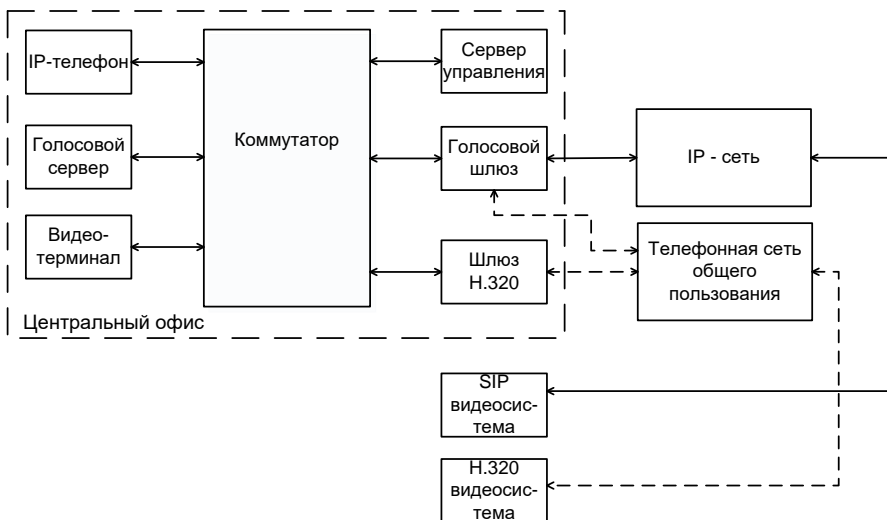 IP-телефон
Голосовой
сервер
Видео-
терминал
Коммутатор
Сервер
управления
Голосовой
шлюз
Шлюз
H.320
Центральный офис
IP - сеть
Телефонная сеть
общего
пользования
SIP
видеосис-
тема
H.320
видеосис-
тема